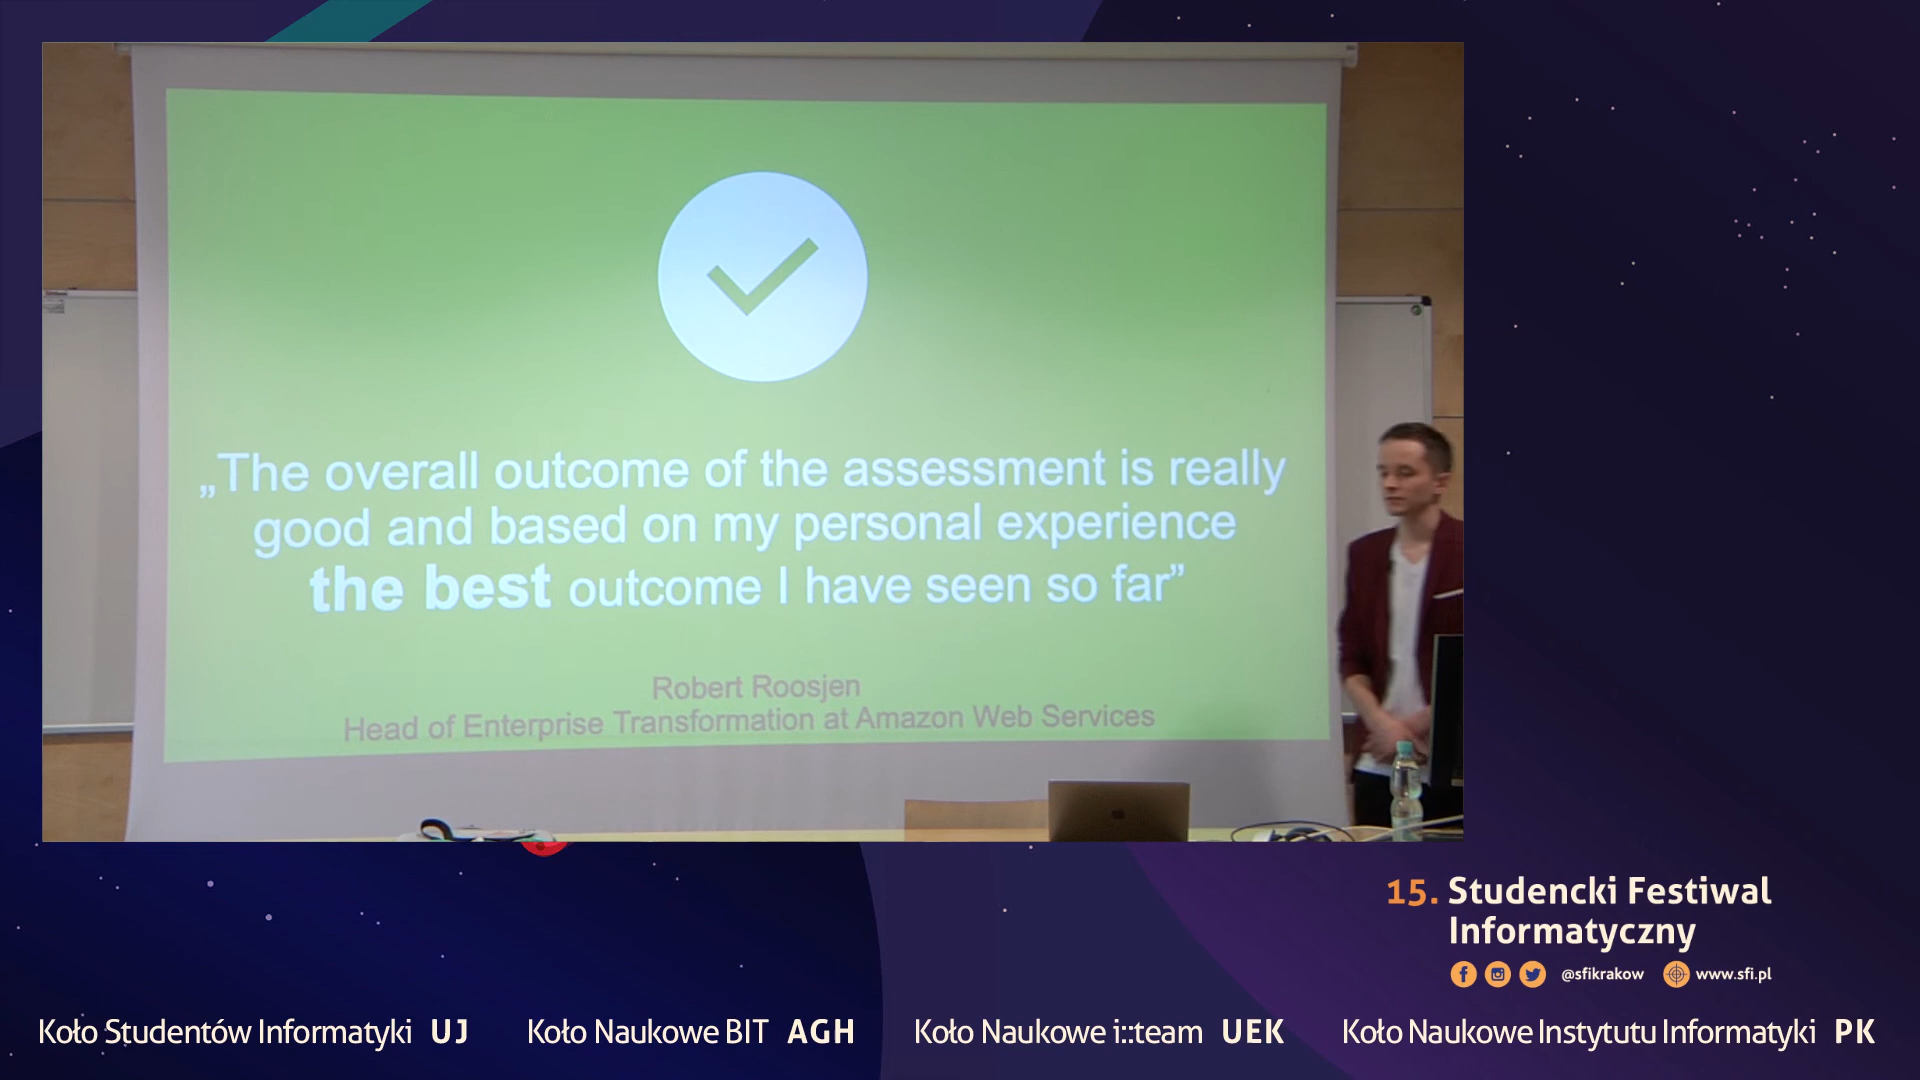 „The overall outcome of the assessment is really
good and based on my personal experience
the best outcome I have seen so far”
Robert Roosjen
Head of Enterprise Transformation at Amazon Web Services
15. Studencki Festiwal
Informatyczny
@sfikrakow www.sfi.pl
Koło Studentów Informatyki UJ Koło Naukowe BIT AGH Koło Naukowe i::team UEK Koło Naukowe Instytutu Informatyki PK